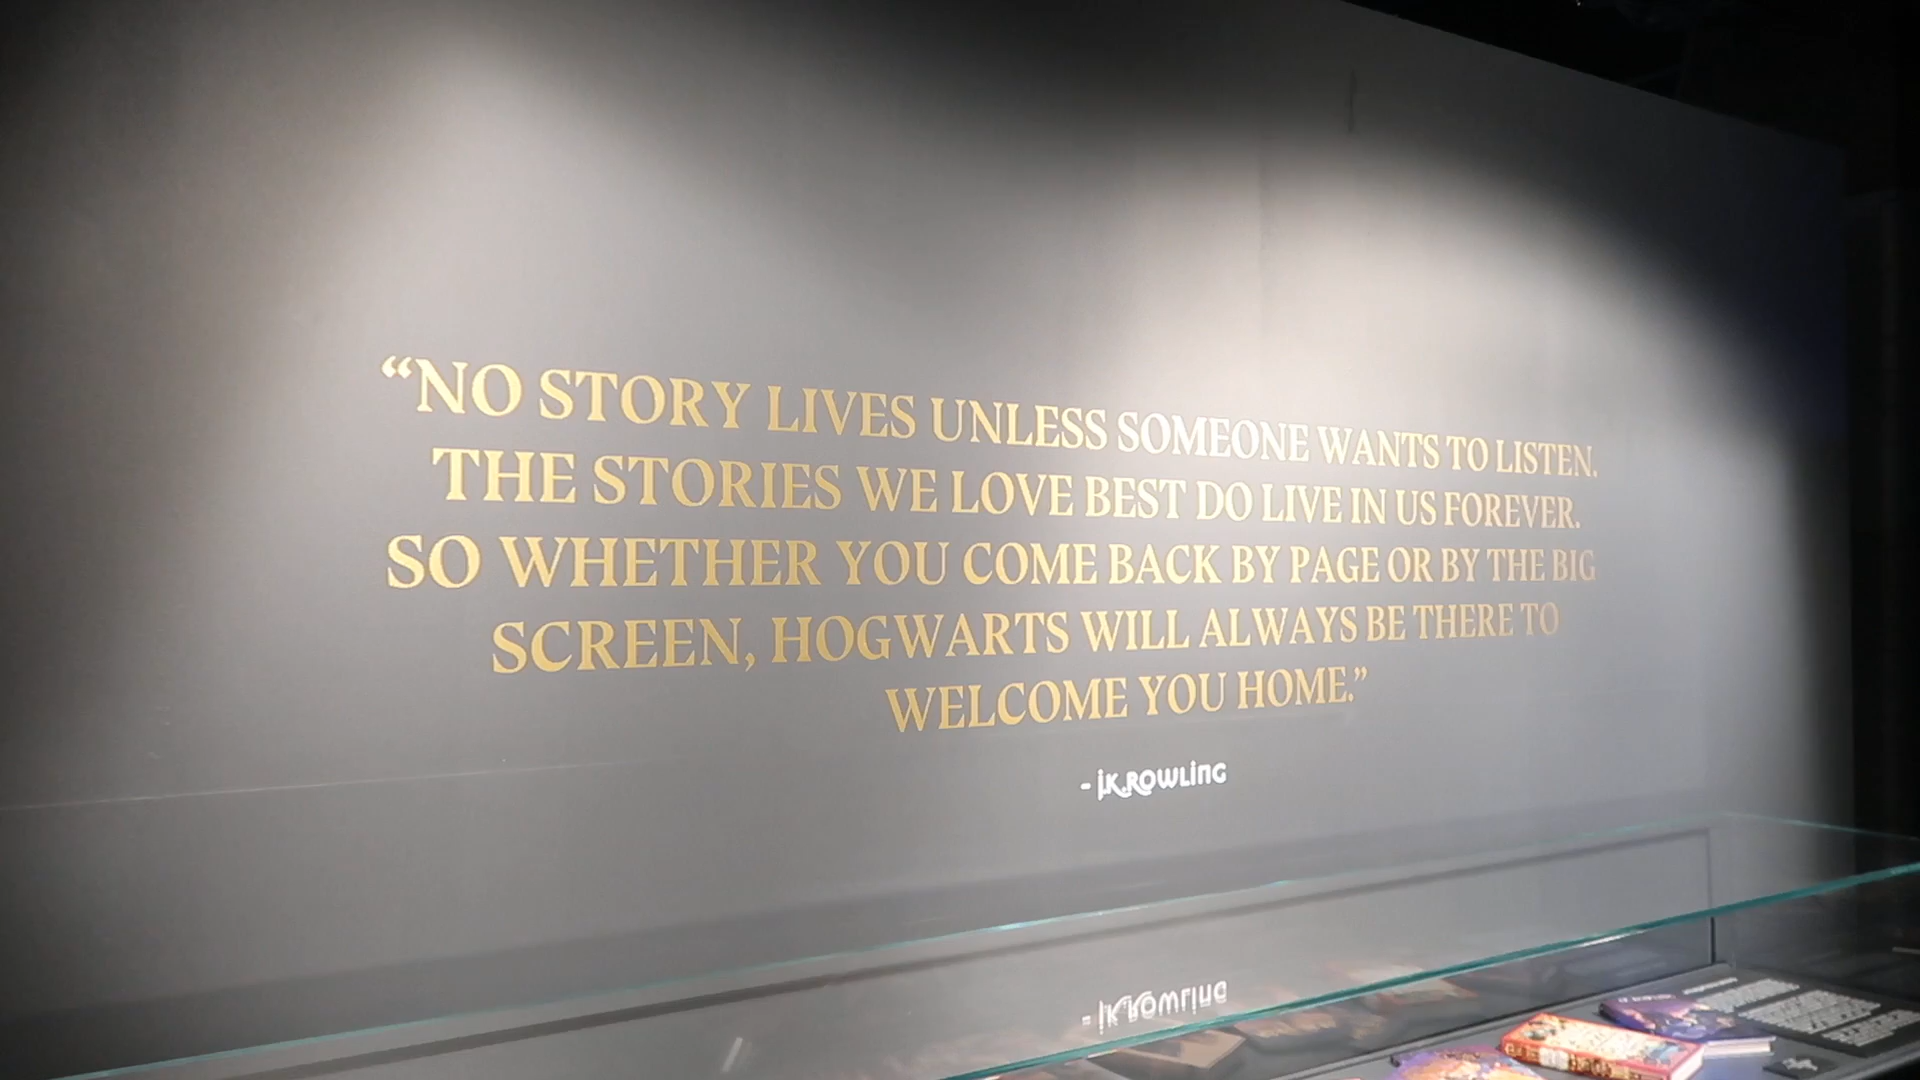 “NO STORY LIVES UNLESS SOMEONE WANTS TO LISTEN.
THE STORIES WE LOVE BEST DO LIVE IN US FOREVER.
SO WHETHER YOU COME BACK BY PAGE OR BY THE BIG
SCREEN, HOGWARTS WILL ALWAYS BE THERE TO
WELCOME YOU HOME.”
- J.K.ROWLING